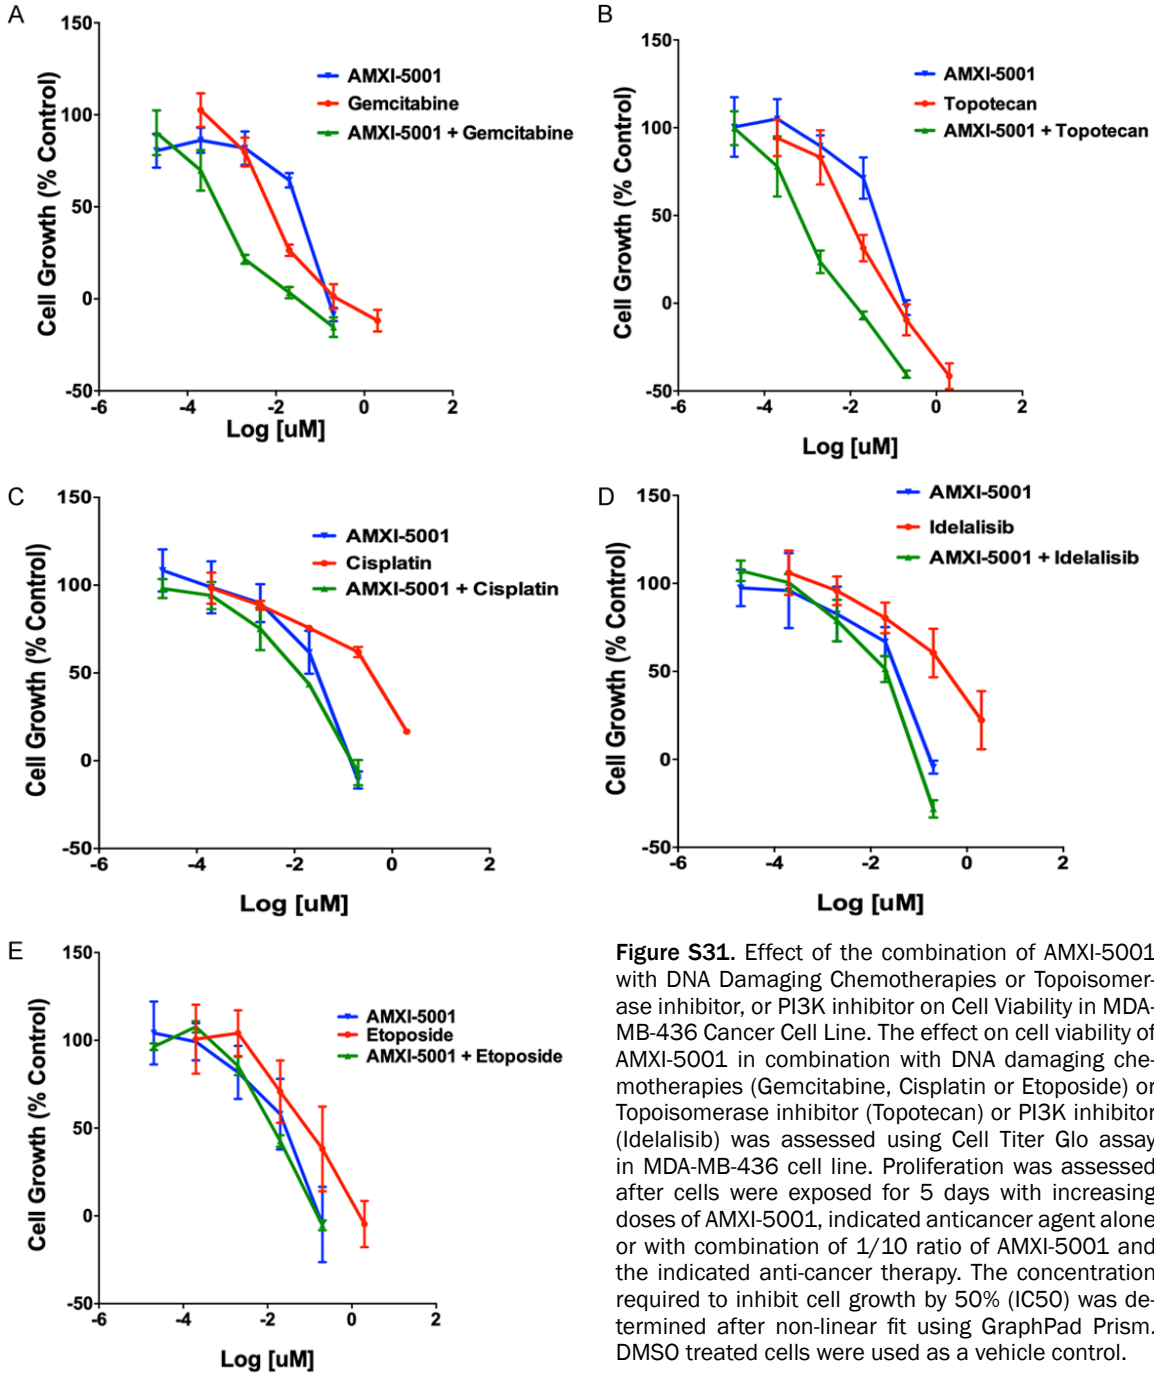 A
150
100
50
0
-50
-6
-4
-2
0
2
Cell Growth (% Control)
Log [uM]
AMXI-5001
Gemcitabine
AMXI-5001 + Gemcitabine
B
150
100
50
0
-50
-6
-4
-2
0
2
Cell Growth (% Control)
Log [uM]
AMXI-5001
Topotecan
AMXI-5001 + Topotecan
C
150
100
50
0
-50
-6
-4
-2
0
2
Cell Growth (% Control)
Log [uM]
AMXI-5001
Cisplatin
AMXI-5001 + Cisplatin
D
150
100
50
0
-50
-6
-4
-2
0
2
Cell Growth (% Control)
Log [uM]
AMXI-5001
Idelalisib
AMXI-5001 + Idelalisib
E
150
100
50
0
-50
-6
-4
-2
0
2
Cell Growth (% Control)
Log [uM]
AMXI-5001
Etoposide
AMXI-5001 + Etoposide
Figure S31. Effect of the combination of AMXI-5001
with DNA Damaging Chemotherapies or Topoisomer-
ase inhibitor, or PI3K inhibitor on Cell Viability in MDA-
MB-436 Cancer Cell Line. The effect on cell viability of
AMXI-5001 in combination with DNA damaging che-
motherapies (Gemcitabine, Cisplatin or Etoposide) or
Topoisomerase inhibitor (Topotecan) or PI3K inhibitor
(Idelalisib) was assessed using Cell Titer Glo assay
in MDA-MB-436 cell line. Proliferation was assessed
after cells were exposed for 5 days with increasing
doses of AMXI-5001, indicated anticancer agent alone
or with combination of 1/10 ratio of AMXI-5001 and
the indicated anti-cancer therapy. The concentration
required to inhibit cell growth by 50% (IC50) was de-
termined after non-linear fit using GraphPad Prism.
DMSO treated cells were used as a vehicle control.